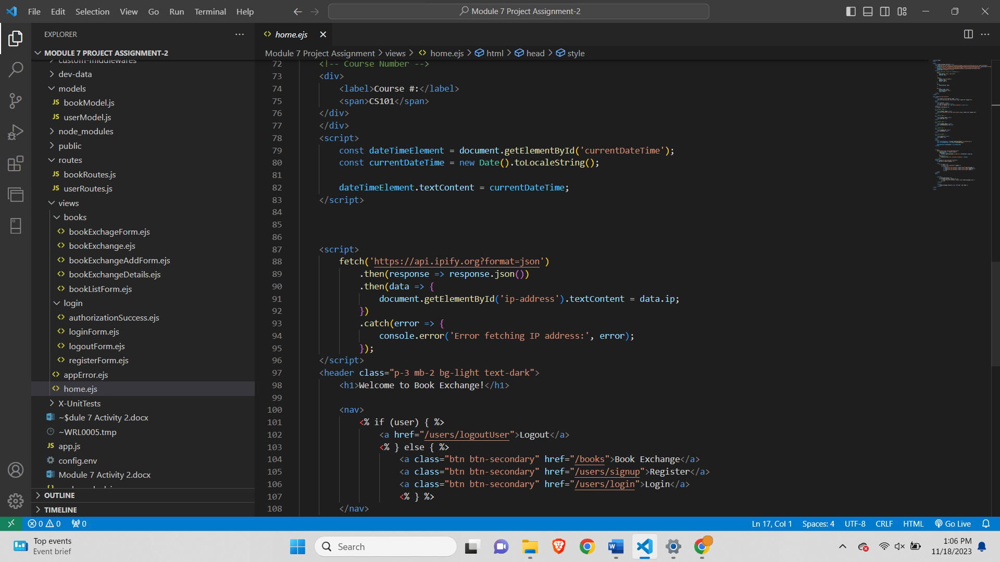 File Edit Selection View Go Run Terminal Help
Module 7 Project Assignment-2
EXPLORER
MODULE 7 PROJECT ASSIGNMENT-2
custom-middlewares
dev-data
models
JS bookModel.js
JS userModel.js
node_modules
public
routes
JS bookRoutes.js
JS userRoutes.js
views
books
bookExchageForm.ejs
bookExchange.ejs
bookExchangeAddForm.ejs
bookExchangeDetails.ejs
bookListForm.ejs
login
authorizationSuccess.ejs
loginForm.ejs
logoutForm.ejs
registerForm.ejs
appError.ejs
home.ejs
X-UnitTests
~$dule 7 Activity 2.docx
~WRL0005.tmp
JS app.js
config.env
Module 7 Activity 2.docx
OUTLINE
TIMELINE
home.ejs
Module 7 Project Assignment > views > home.ejs > html > head > style
72 <!-- Course Number -->
73 <div>
74 <label>Course #:</label>
75 <span>CS101</span>
76 </div>
77 </div>
78 <script>
79 const dateTimeElement = document.getElementById('currentDateTime');
80 const currentDateTime = new Date().toLocaleString();
81
82 dateTimeElement.textContent = currentDateTime;
83 </script>
84
85
86
87 <script>
88 fetch('https://api.ipify.org?format=json')
89 .then(response => response.json())
90 .then(data => {
91 document.getElementById('ip-address').textContent = data.ip;
92 })
93 .catch(error => {
94 console.error('Error fetching IP address:', error);
95 });
96 </script>
97 <header class="p-3 mb-2 bg-light text-dark">
98 <h1>Welcome to Book Exchange!</h1>
99
100 <nav>
101 <% if (user) { %>
102 <a href="/users/logoutUser">Logout</a>
103 <% } else { %>
104 <a class="btn btn-secondary" href="/books">Book Exchange</a>
105 <a class="btn btn-secondary" href="/users/signup">Register</a>
106 <a class="btn btn-secondary" href="/users/login">Login</a>
107 <% } %>
108 </nav>
0 0 0
Ln 17, Col 1 Spaces: 4 UTF-8 CRLF HTML Go Live
Top events
Event brief
Search
1:06 PM
11/18/2023